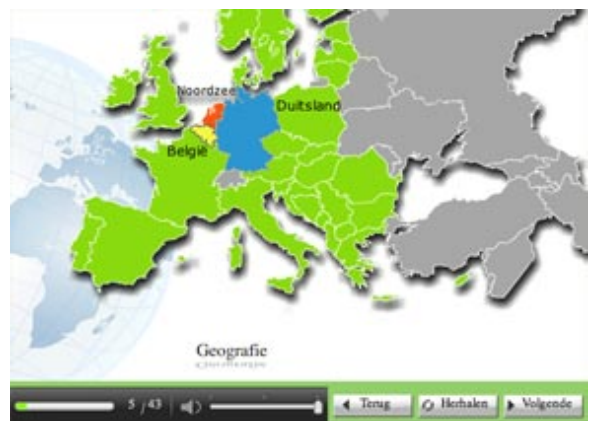 Noordzee
Duitsland
België
Geografie
5 / 43
Terug
Herhalen
Volgende